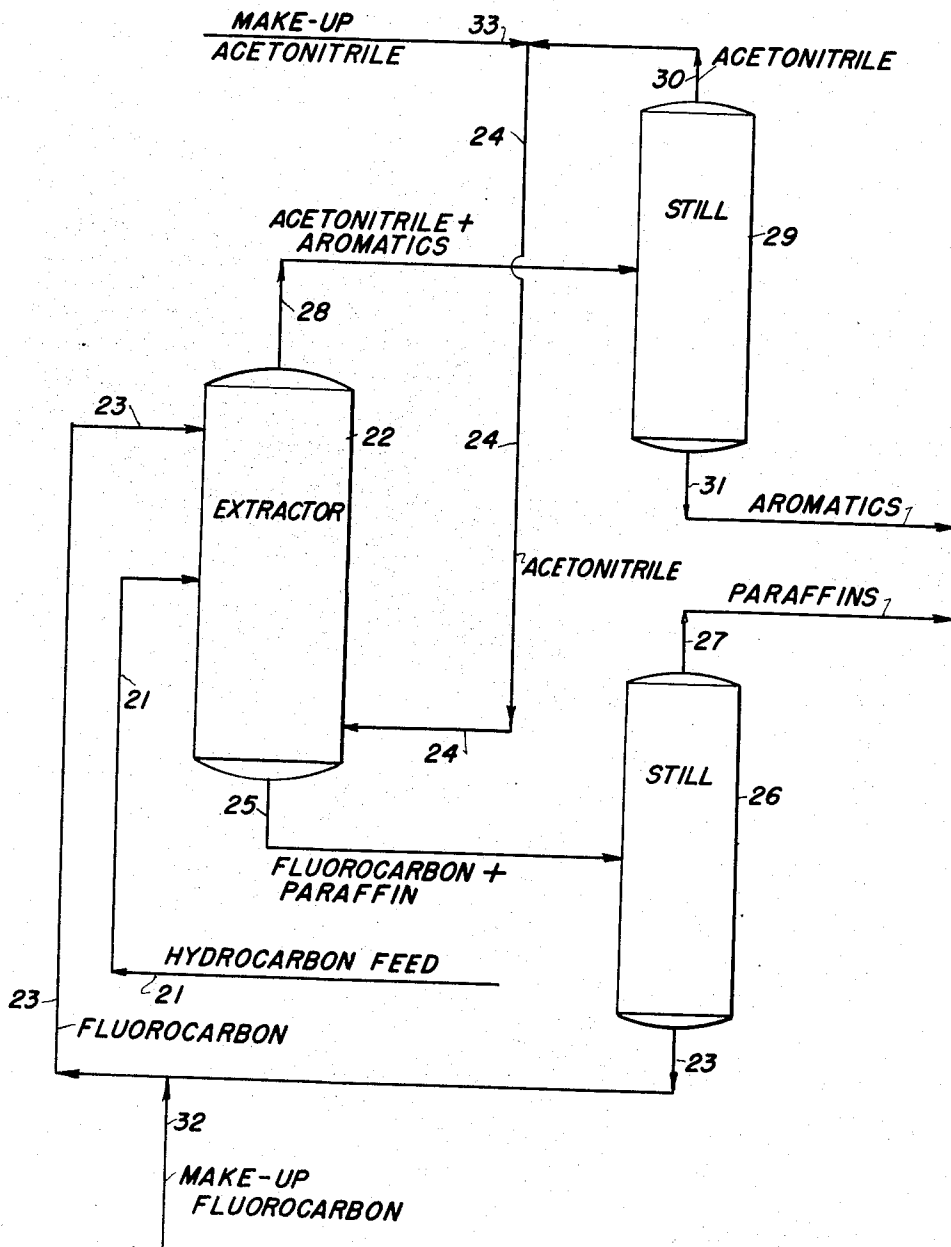 MAKE-UP
ACETONITRILE
33
30
ACETONITRILE
24
STILL
29
ACETONITRILE +
AROMATICS
28
23
22
24
EXTRACTOR
31
AROMATICS
ACETONITRILE
PARAFFINS
27
21
24
STILL
26
25
FLUOROCARBON +
PARAFFIN
HYDROCARBON FEED
21
23
FLUOROCARBON
23
32
MAKE-UP
FLUOROCARBON